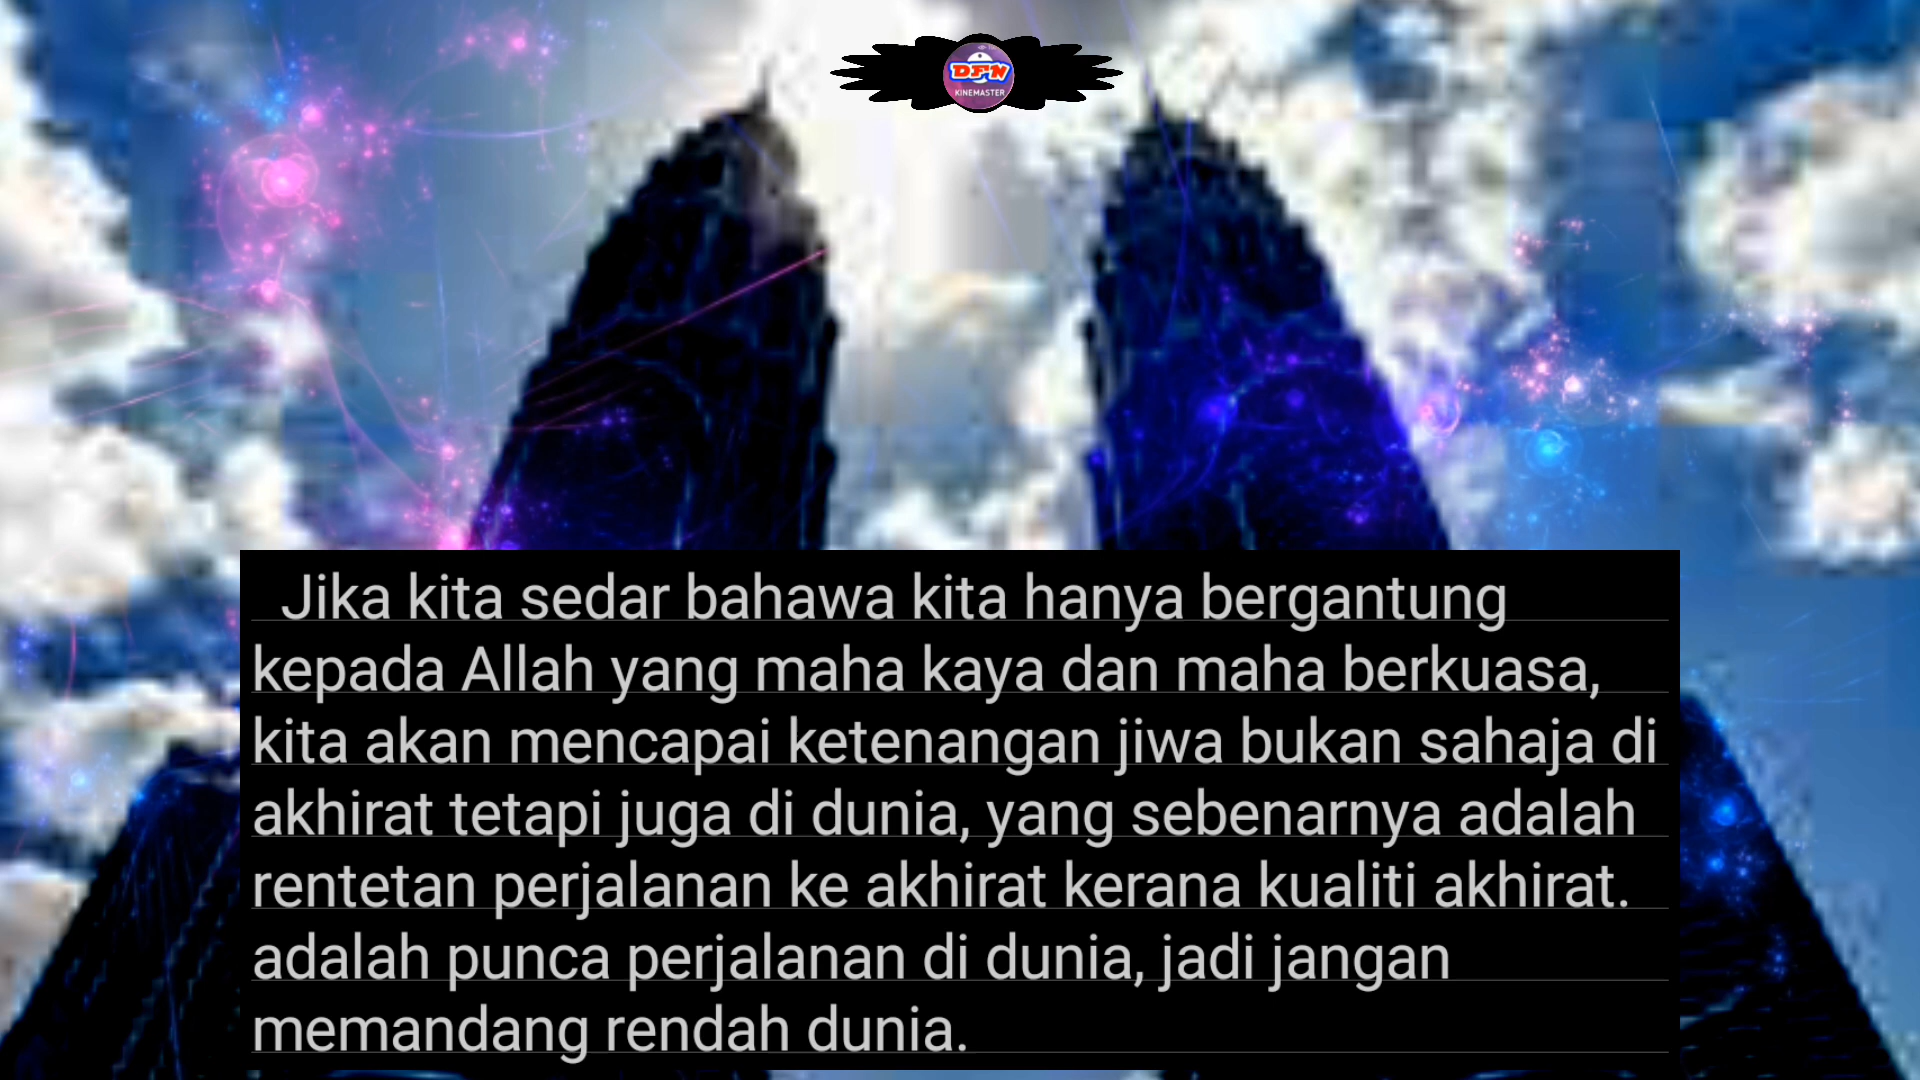 DFN
KINEMASTER
Jika kita sedar bahawa kita hanya bergantung
kepada Allah yang maha kaya dan maha berkuasa,
kita akan mencapai ketenangan jiwa bukan sahaja di
akhirat tetapi juga di dunia, yang sebenarnya adalah
rentetan perjalanan ke akhirat kerana kualiti akhirat.
adalah punca perjalanan di dunia, jadi jangan
memandang rendah dunia.